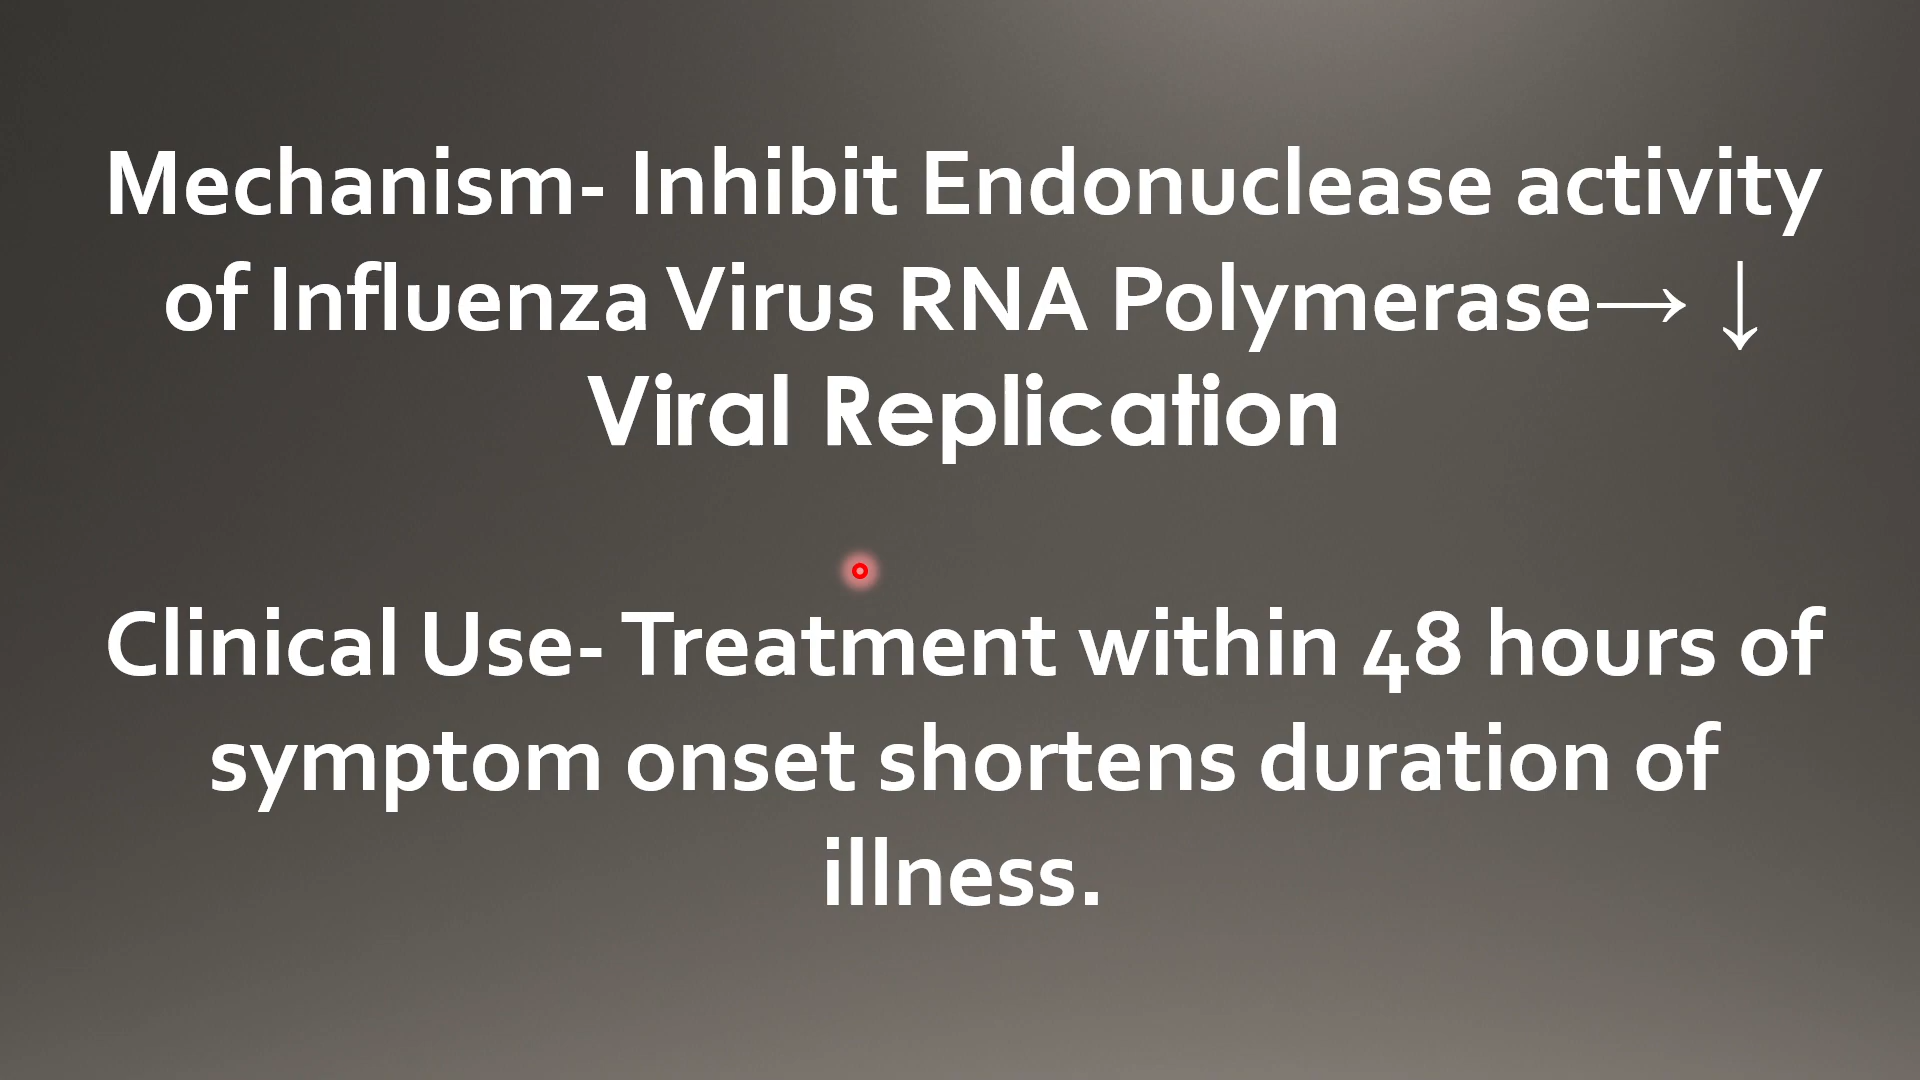 Mechanism- Inhibit Endonuclease activity
of Influenza Virus RNA Polymerase→ ↓
Viral Replication
Clinical Use- Treatment within 48 hours of
symptom onset shortens duration of
illness.